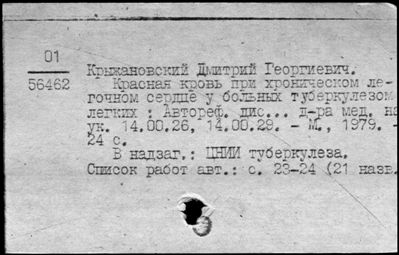 01
56462
Крыжановский Дмитрий Георгиевич.
Красная кровь при хроническом ле-
гочном сердце у больных туберкулезом
легких : Автореф. дис... д-ра мед. на
ук. 14.00.26, 14.00.29. - М., 1979. -
24 с.
В надзаг.: ЦНИИ туберкулеза.
Список работ авт.: с. 23-24 (21 назв.